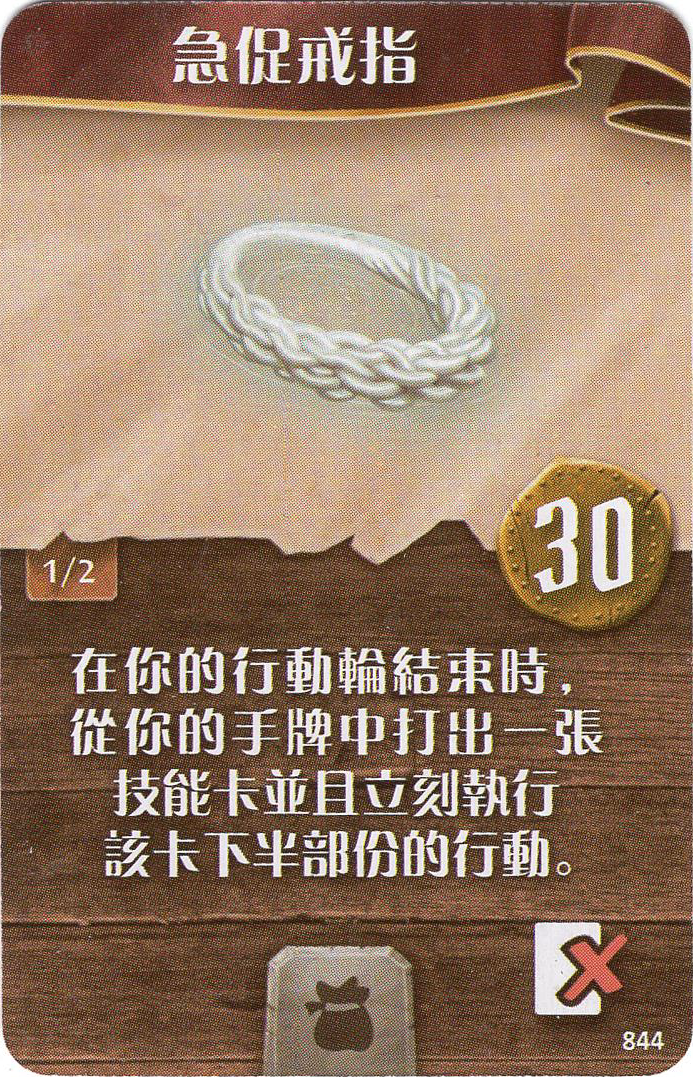 急促戒指
30
1/2
在你的行動輪結束時，
從你的手牌中打出一張
技能卡並且立刻執行
該卡下半部份的行動。
844